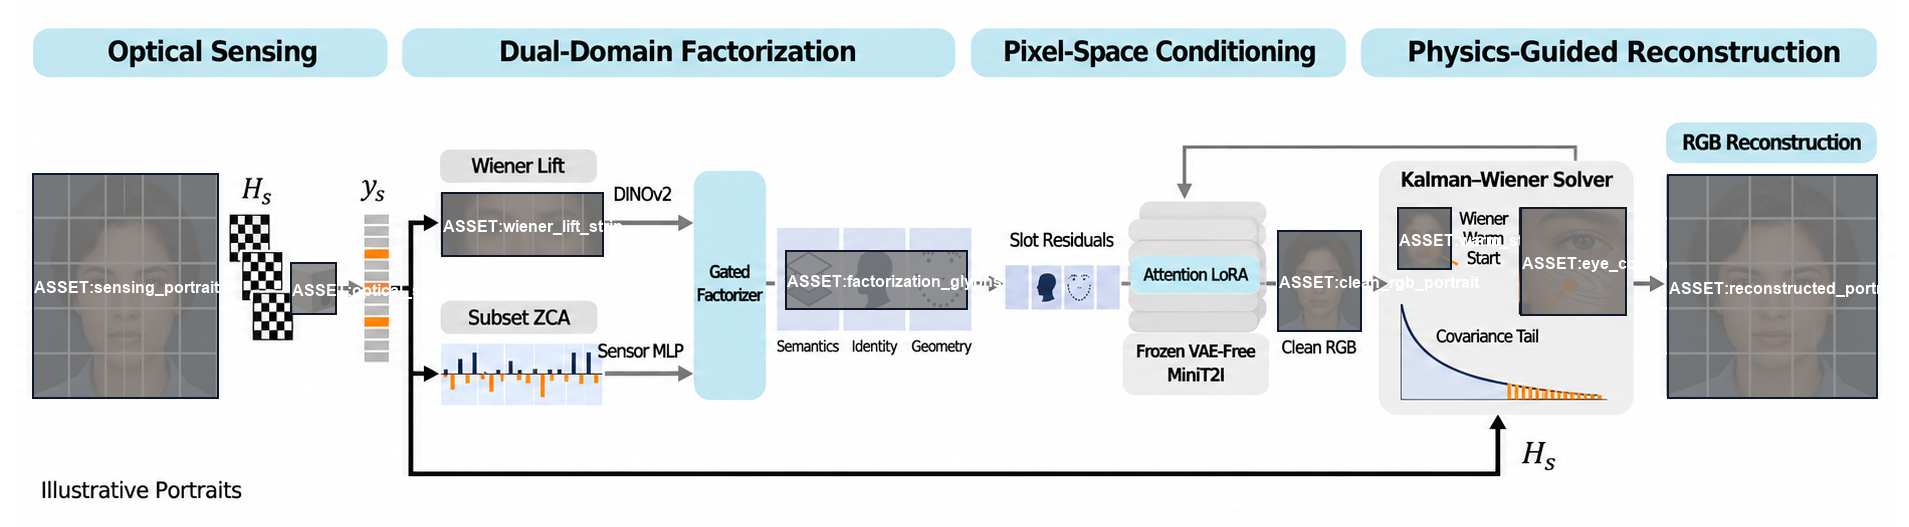 Optical Sensing
Dual-Domain Factorization
Pixel-Space Conditioning
Physics-Guided Reconstruction
RGB Reconstruction
Wiener Lift
Kalman–Wiener Solver
H_s
y_s
DINOv2
ASSET:wiener_lift_strip
Wiener
Warm
Start
ASSET:sensing_portrait
Slot Residuals
ASSET:eye_c
Gated
Factorizer
Attention LoRA
ASSET:factorization_glyphs
ASSET:clean_rgb_portrait
ASSET:optical_s
ASSET:reconstructed_portr
Subset ZCA
Covariance Tail
Semantics
Identity
Geometry
Clean RGB
Sensor MLP
Frozen VAE-Free
MiniT2I
H_s
Illustrative Portraits